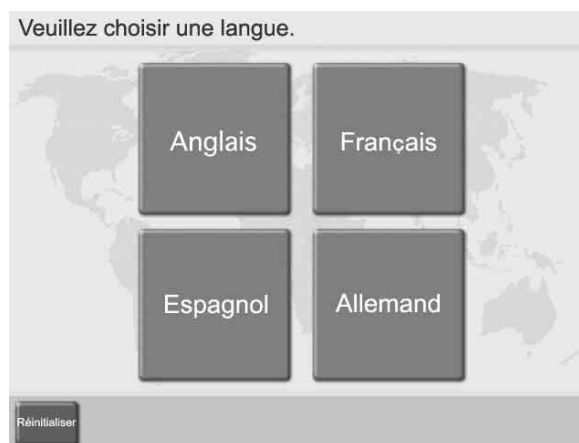 Veuillez choisir une langue.
Anglais
Français
Espagnol
Allemand
Réinitialiser